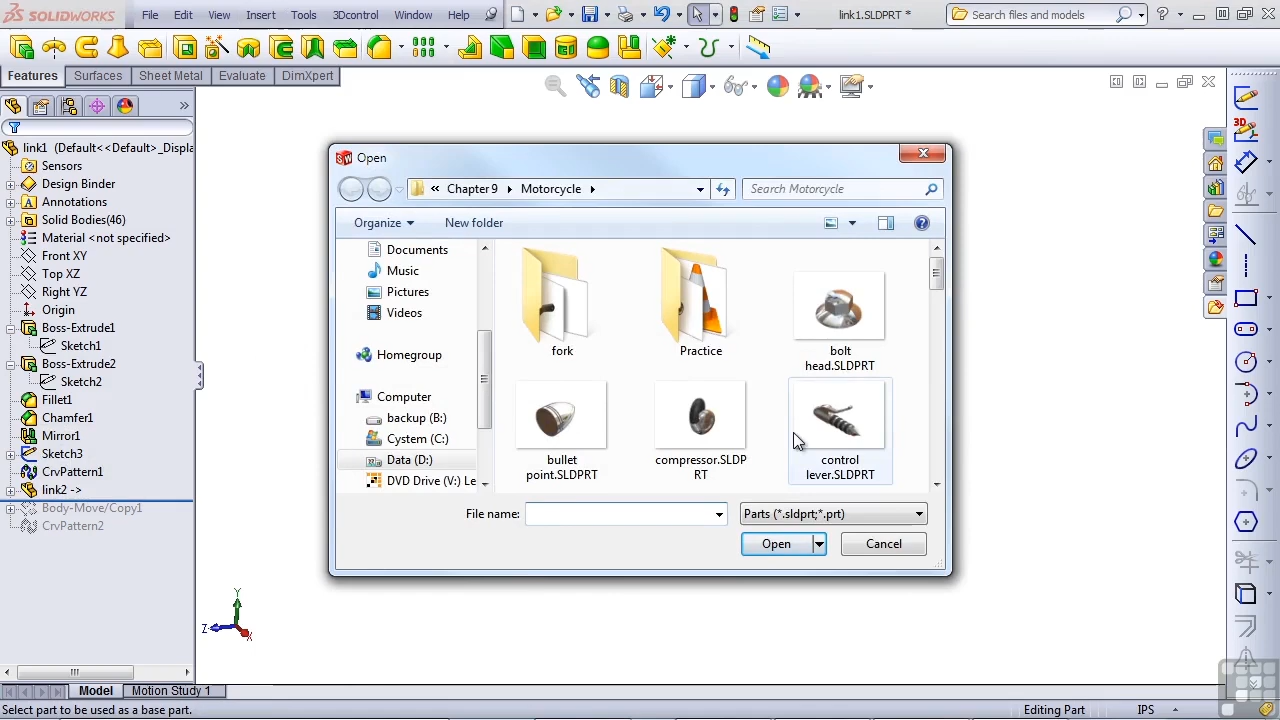 SOLIDWORKS
File Edit View Insert Tools 3Dcontrol Window Help
link1.SLDPRT *
Search files and models
Features Surfaces Sheet Metal Evaluate DimXpert
link1 (Default<<Default>_Displa
Sensors
Design Binder
Annotations
Solid Bodies(46)
Material <not specified>
Front XY
Top XZ
Right YZ
Origin
Boss-Extrude1
Sketch1
Boss-Extrude2
Sketch2
Fillet1
Chamfer1
Mirror1
Sketch3
CrvPattern1
link2 ->
Body-Move/Copy1
CrvPattern2
Open
Chapter 9 Motorcycle
Search Motorcycle
Organize New folder
Documents
Music
Pictures
Videos
Homegroup
Computer
backup (B:)
Cystem (C:)
Data (D:)
DVD Drive (V:) Le
fork
Practice
bolt
head.SLDPRT
bullet
point.SLDPRT
compressor.SLDP
RT
control
lever.SLDPRT
File name:
Parts (*.sldprt;*.prt)
Open Cancel
Y
Z
X
Model Motion Study 1
Select part to be used as a base part.
Editing Part
IPS
3D